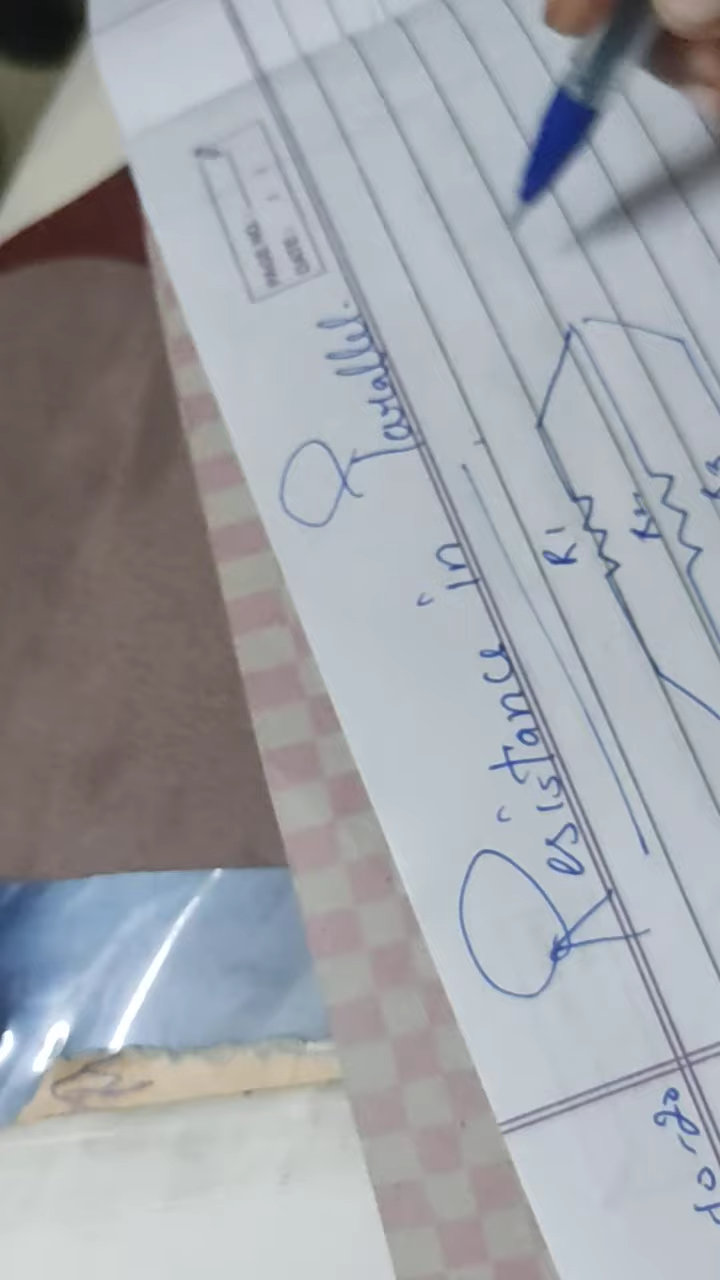 PAGE NO.
DATE: / /
Resistance in Parallel.
R1